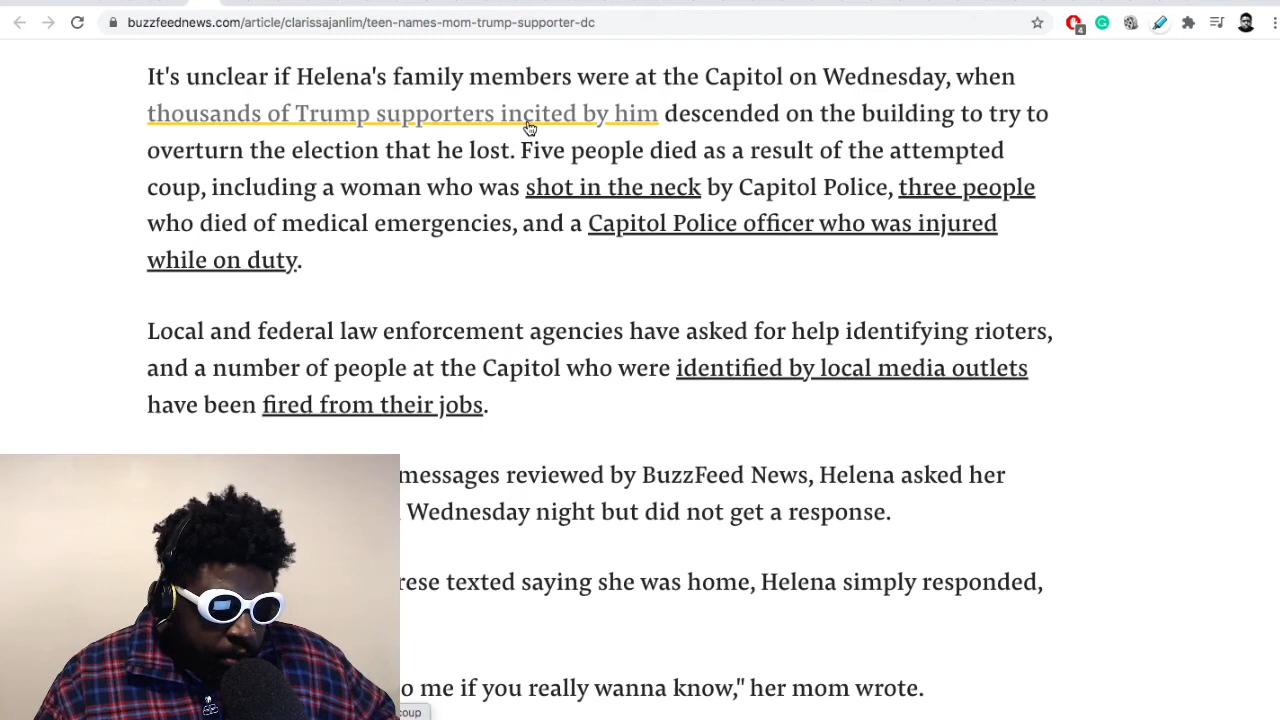 buzzfeednews.com/article/clarissajanlim/teen-names-mom-trump-supporter-dc
4
It's unclear if Helena's family members were at the Capitol on Wednesday, when
thousands of Trump supporters incited by him descended on the building to try to
overturn the election that he lost. Five people died as a result of the attempted
coup, including a woman who was shot in the neck by Capitol Police, three people
who died of medical emergencies, and a Capitol Police officer who was injured
while on duty.
Local and federal law enforcement agencies have asked for help identifying rioters,
and a number of people at the Capitol who were identified by local media outlets
have been fired from their jobs.
messages reviewed by BuzzFeed News, Helena asked her
Wednesday night but did not get a response.
rese texted saying she was home, Helena simply responded,
o me if you really wanna know," her mom wrote.
coup